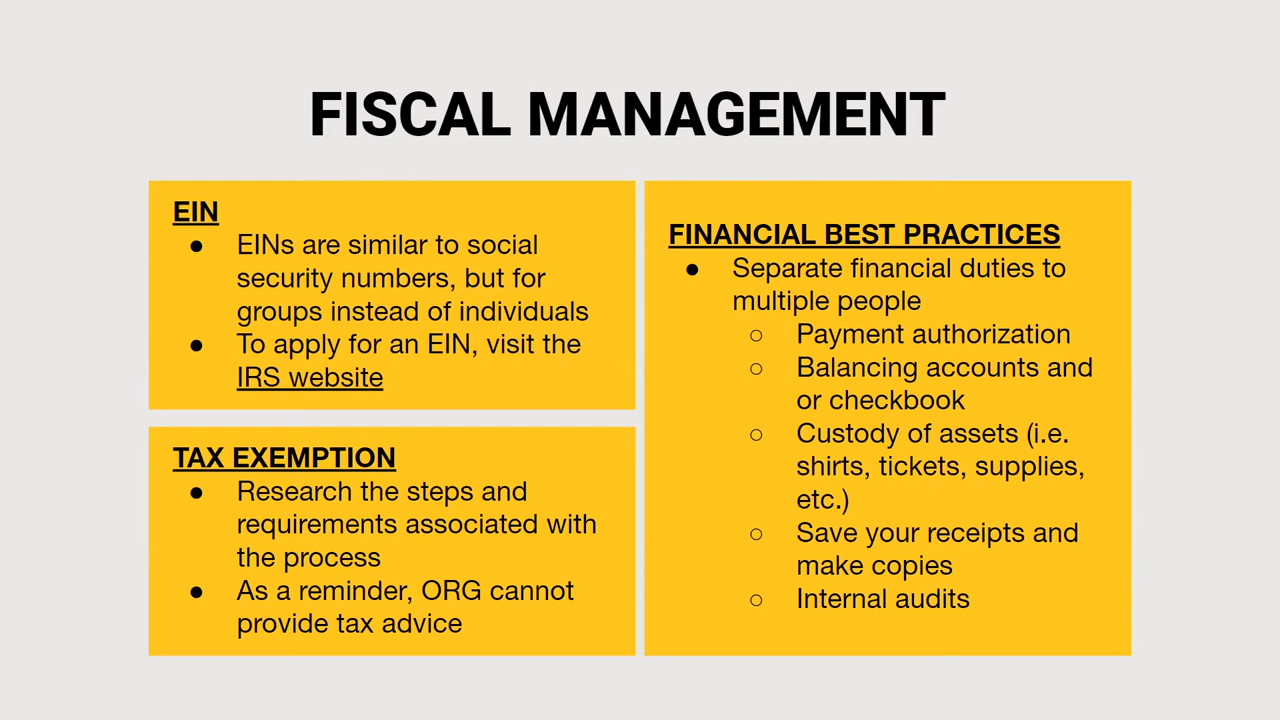 FISCAL MANAGEMENT
EIN
● EINs are similar to social
security numbers, but for
groups instead of individuals
● To apply for an EIN, visit the
IRS website
TAX EXEMPTION
● Research the steps and
requirements associated with
the process
● As a reminder, ORG cannot
provide tax advice
FINANCIAL BEST PRACTICES
● Separate financial duties to
multiple people
○ Payment authorization
○ Balancing accounts and
or checkbook
○ Custody of assets (i.e.
shirts, tickets, supplies,
etc.)
○ Save your receipts and
make copies
○ Internal audits